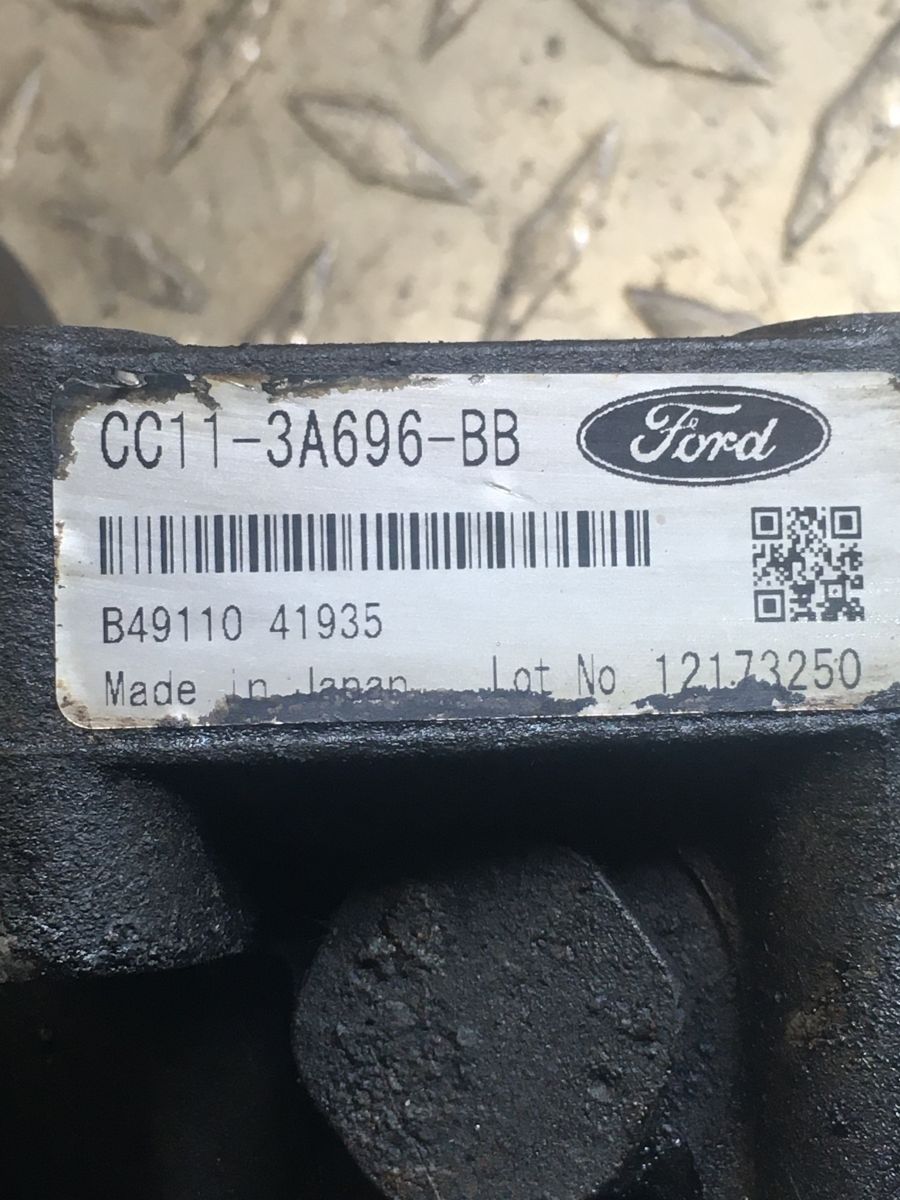 CC11-3A696-BB
Ford
B49110 41935
Made in Japan Lot No 12173250